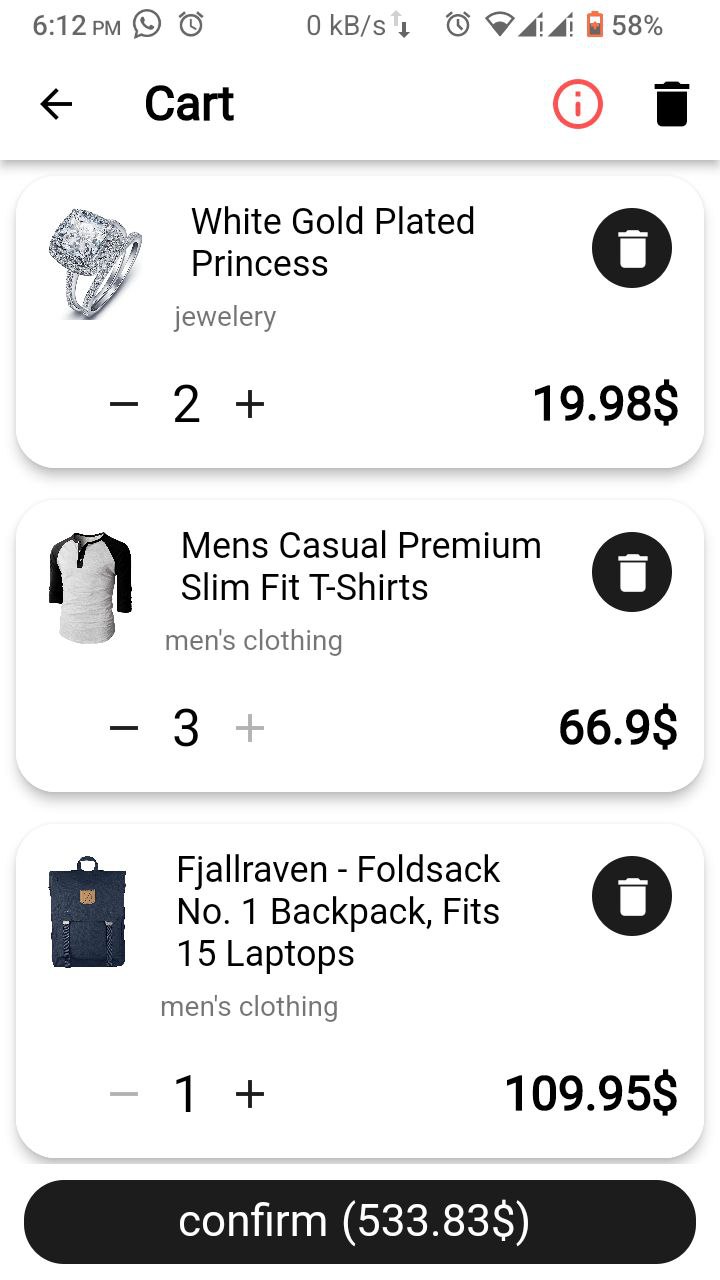 6:12 PM 0 kB/s 58%
Cart
White Gold Plated
Princess
jewelery
2 19.98$
Mens Casual Premium
Slim Fit T-Shirts
men's clothing
3 66.9$
Fjallraven - Foldsack
No. 1 Backpack, Fits
15 Laptops
men's clothing
1 109.95$
confirm (533.83$)